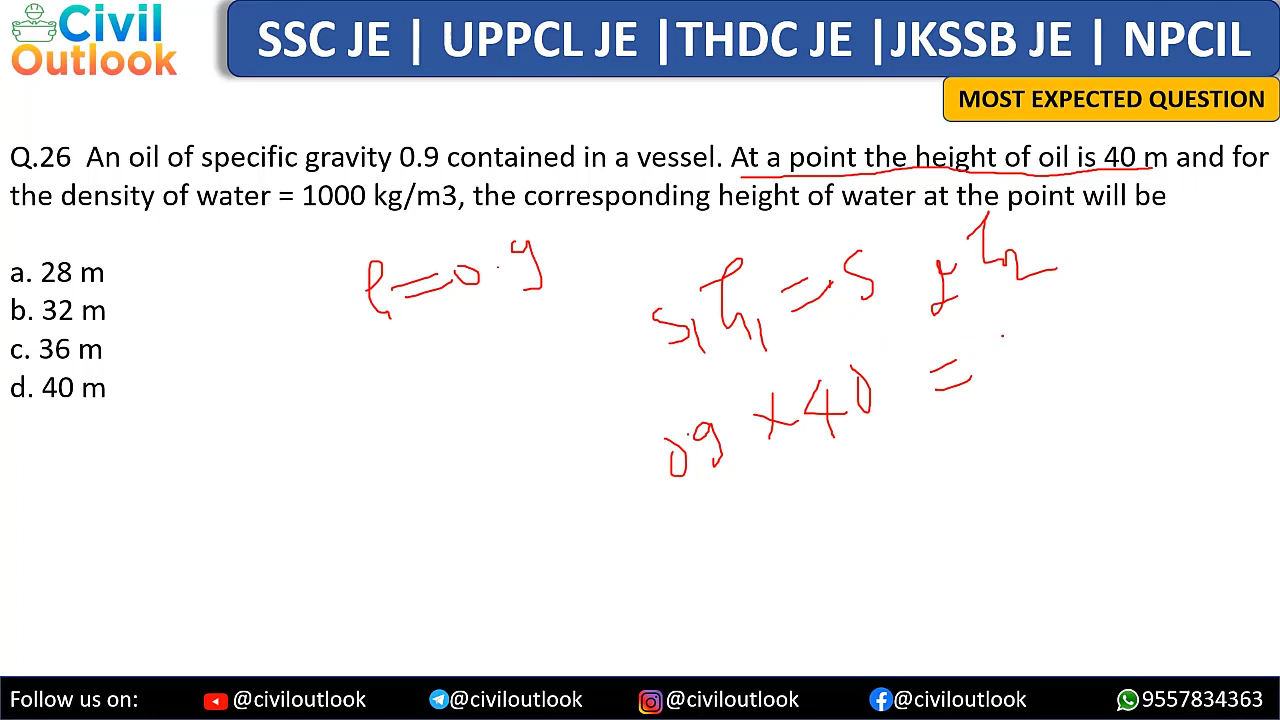 Civil
Outlook
SSC JE | UPPCL JE |THDC JE |JKSSB JE | NPCIL
MOST EXPECTED QUESTION
Q.26 An oil of specific gravity 0.9 contained in a vessel. At a point the height of oil is 40 m and for
the density of water = 1000 kg/m3, the corresponding height of water at the point will be
a. 28 m
b. 32 m
c. 36 m
d. 40 m
= 0.9
S1h1 = S2h2
0.9 × 40 =
Follow us on: @civiloutlook @civiloutlook @civiloutlook @civiloutlook 9557834363